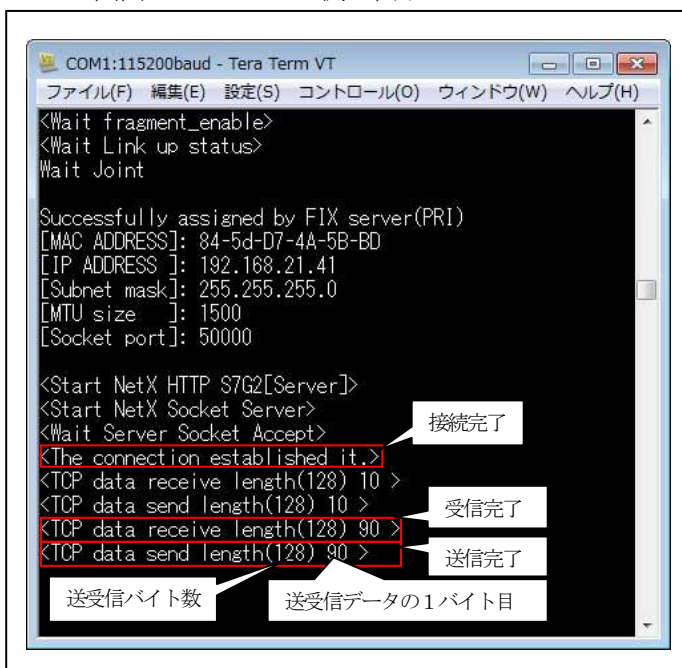 COM1:115200baud - Tera Term VT
ファイル(F) 編集(E) 設定(S) コントロール(O) ウィンドウ(W) ヘルプ(H)
<Wait fragment_enable>
<Wait Link up status>
Wait Joint
Successfully assigned by FIX server(PRI)
[MAC ADDRESS]: 84-5d-D7-4A-5B-BD
[IP ADDRESS ]: 192.168.21.41
[Subnet mask]: 255.255.255.0
[MTU size   ]: 1500
[Socket port]: 50000
<Start NetX HTTP S7G2[Server]>
<Start NetX Socket Server>
<Wait Server Socket Accept>
接続完了
<The connection established it.>
<TCP data receive length(128) 10 >
<TCP data send length(128) 10 >
受信完了
<TCP data receive length(128) 90 >
<TCP data send length(128) 90 >
送信完了
送受信バイト数
送受信データの1バイト目